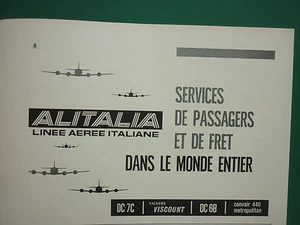 SERVICES
DE PASSAGERS
ET DE FRET
DANS LE MONDE ENTIER
ALITALIA
LINEE AEREE ITALIANE
DC 7C | VICKERS VISCOUNT | DC 6B | convair 440 metropolitan